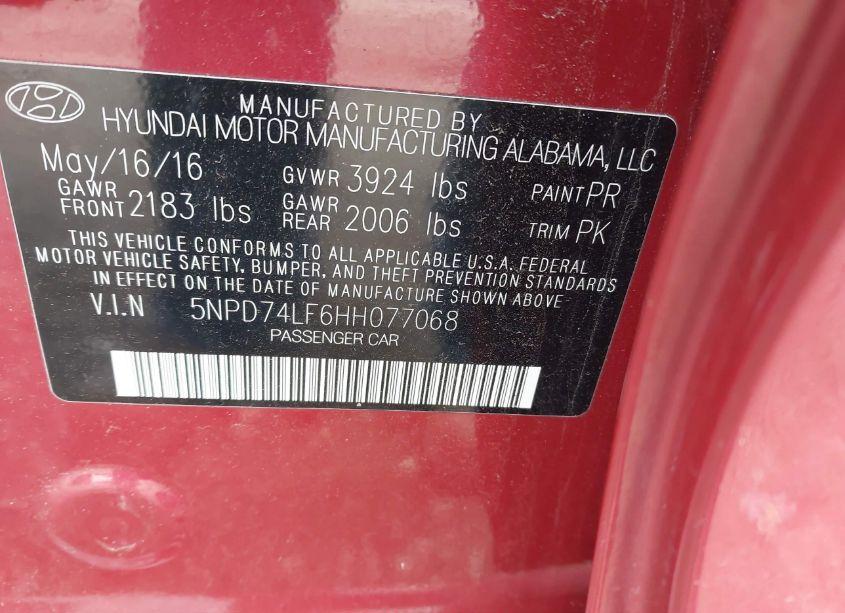 MANUFACTURED BY
HYUNDAI MOTOR MANUFACTURING ALABAMA, LLC
May/16/16 GVWR 3924 lbs PAINT PR
GAWR FRONT 2183 lbs GAWR REAR 2006 lbs TRIM PK
THIS VEHICLE CONFORMS TO ALL APPLICABLE U.S.A. FEDERAL
MOTOR VEHICLE SAFETY, BUMPER, AND THEFT PREVENTION STANDARDS
IN EFFECT ON THE DATE OF MANUFACTURE SHOWN ABOVE
V.I.N 5NPD74LF6HH077068
PASSENGER CAR